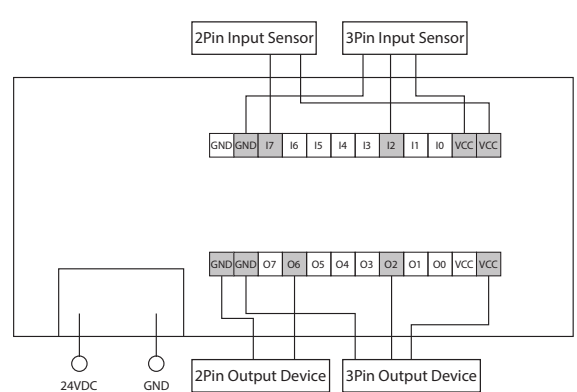 2Pin Input Sensor 3Pin Input Sensor
GND GND I7 I6 I5 I4 I3 I2 I1 I0 VCC VCC
GND GND O7 O6 O5 O4 O3 O2 O1 O0 VCC VCC
2Pin Output Device 3Pin Output Device
24VDC GND